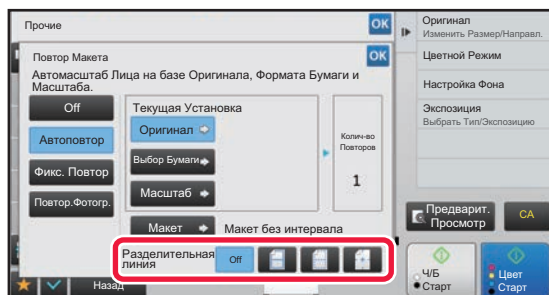 Прочие
OK
Повтор Макета
OK
Автомасштаб Лица на базе Оригинала, Формата Бумаги и
Масштаба.
Off
Автоповтор
Фикс. Повтор
Повтор.Фотогр.
Текущая Установка
Оригинал
Выбор Бумаги
Масштаб
Колич-во
Повторов
1
Макет
Макет без интервала
Разделительная
линия
Off
Назад
Оригинал
Изменить Размер/Направл.
Цветной Режим
Настройка Фона
Экспозиция
Выбрать Тип/Экспозицию
Предварит.
Просмотр
CA
Ч/Б
Старт
Цвет
Старт